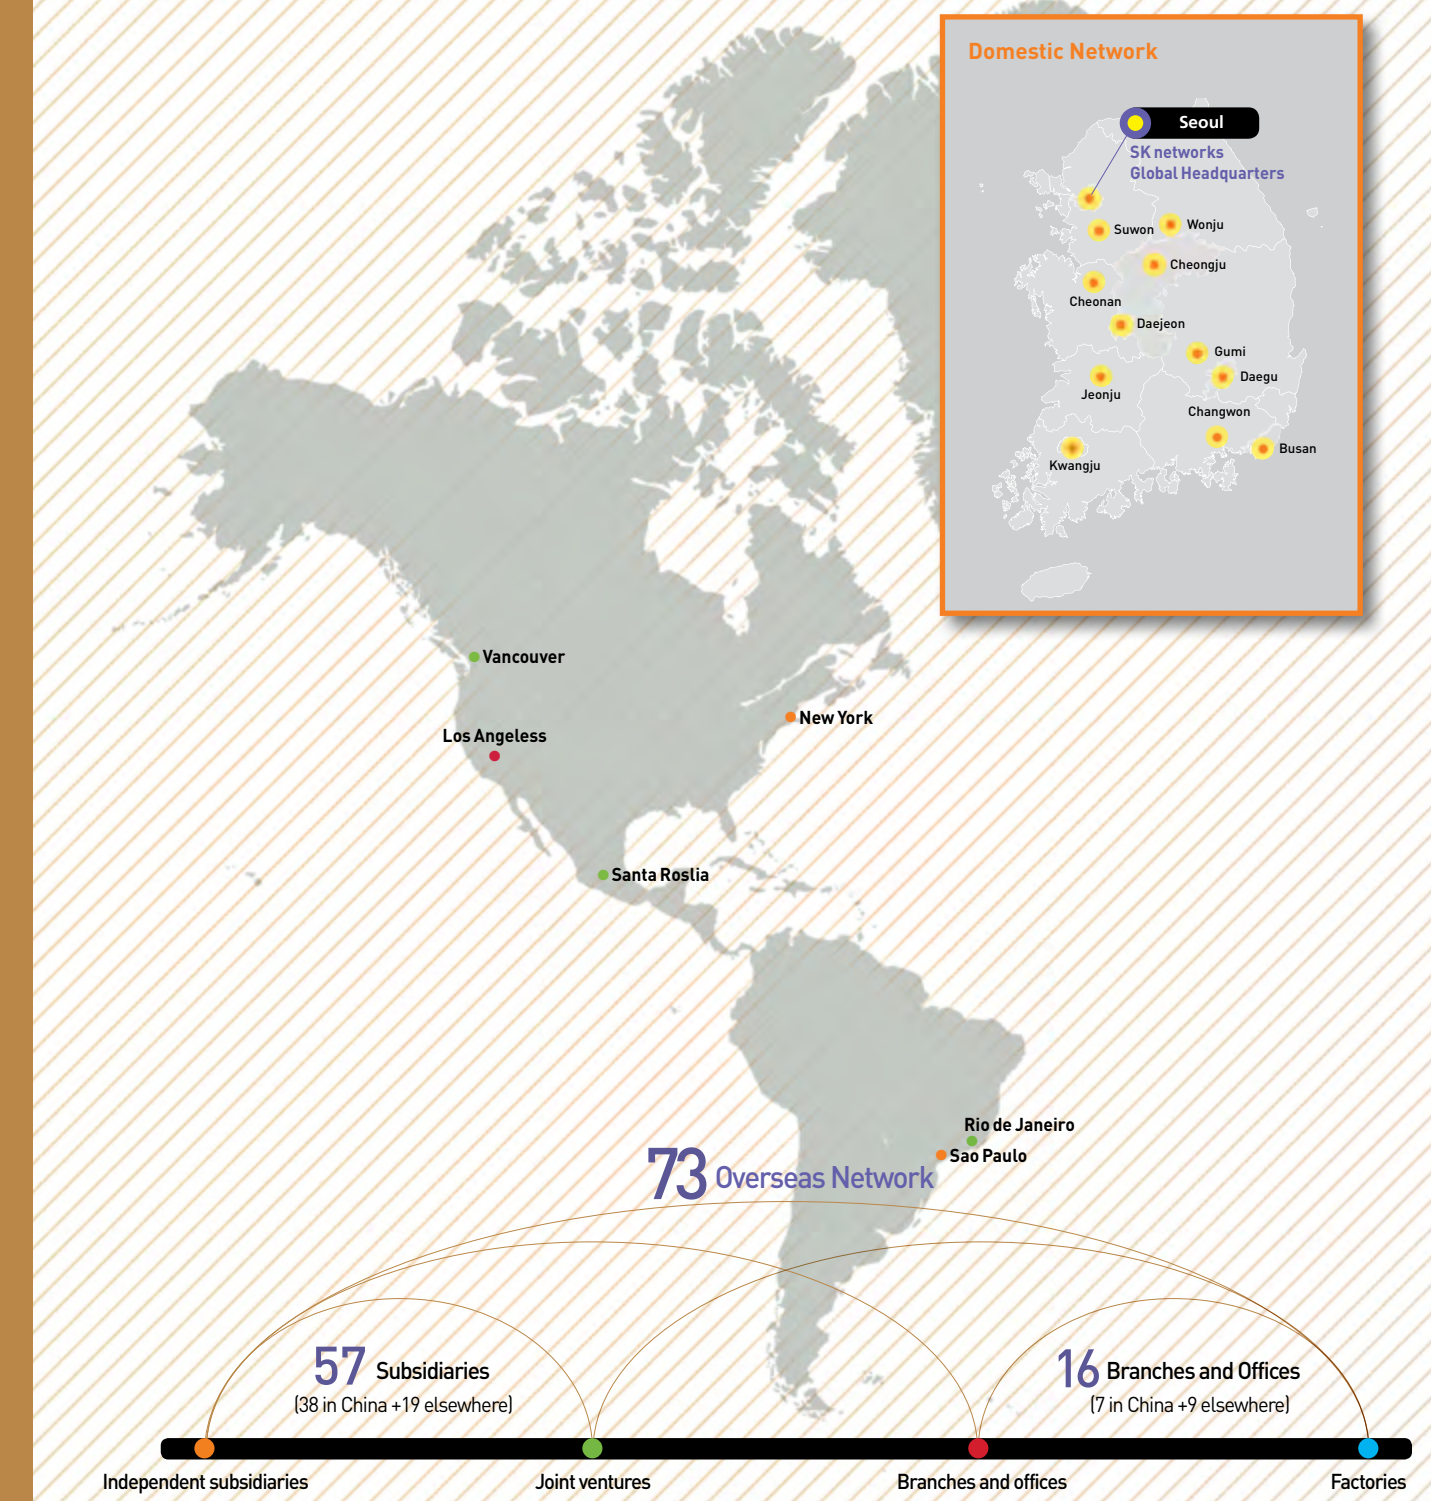 Domestic Network
Seoul
SK networks
Global Headquarters
Suwon
Wonju
Cheongju
Cheonan
Daejeon
Gumi
Daegu
Jeonju
Changwon
Busan
Kwangju
Vancouver
New York
Los Angeless
Santa Roslia
Rio de Janeiro
Sao Paulo
73 Overseas Network
57 Subsidiaries
(38 in China +19 elsewhere)
16 Branches and Offices
(7 in China +9 elsewhere)
Independent subsidiaries
Joint ventures
Branches and offices
Factories